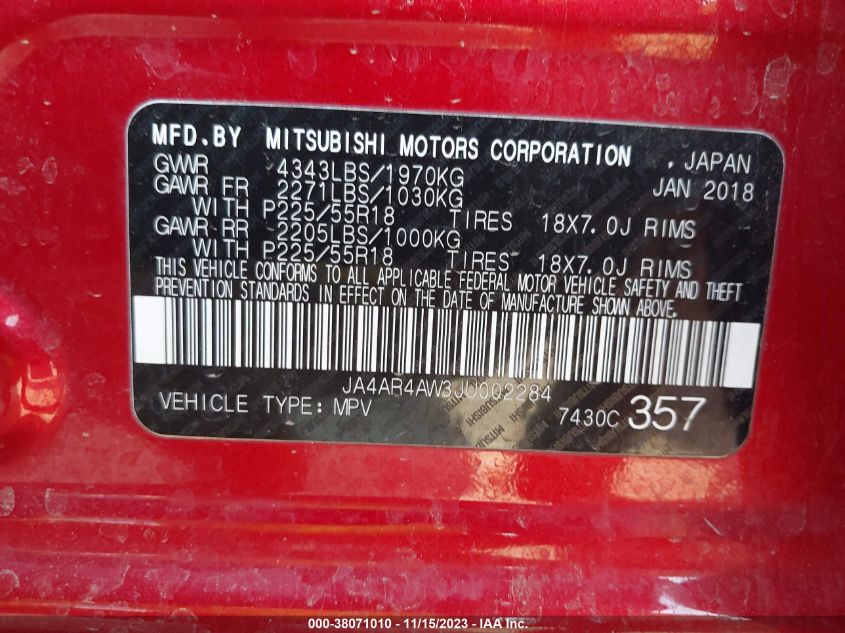 MFD.BY MITSUBISHI MOTORS CORPORATION , JAPAN
GWWR 4343LBS/1970KG JAN 2018
GAWR FR 2271LBS/1030KG
WITH P225/55R18 TIRES 18X7.0J RIMS
GAWR RR 2205LBS/1000KG
WITH P225/55R18 TIRES 18X7.0J RIMS
THIS VEHICLE CONFORMS TO ALL APPLICABLE FEDERAL MOTOR VEHICLE SAFETY AND THEFT
PREVENTION STANDARDS IN EFFECT ON THE DATE OF MANUFACTURE SHOWN ABOVE.
JA4AR4AW3JU002284
VEHICLE TYPE: MPV 7430C 357
000-38071010 - 11/15/2023 - IAA Inc.